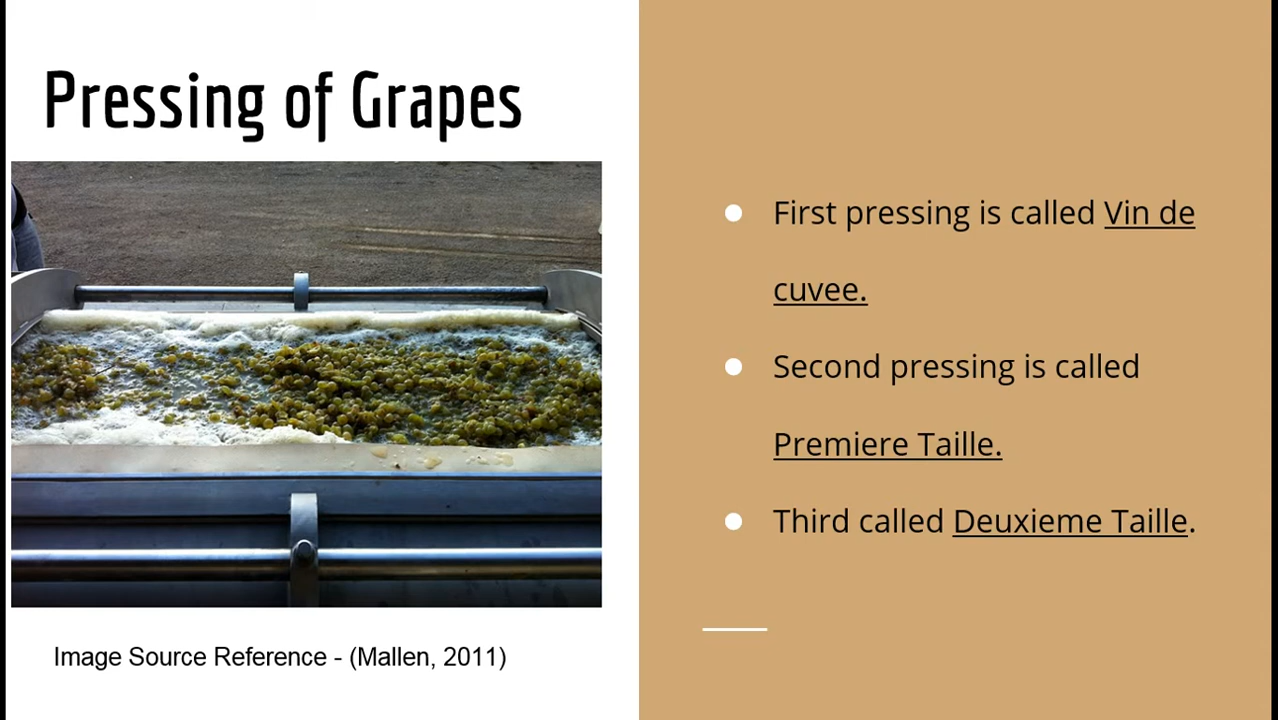 Pressing of Grapes
First pressing is called Vin de
cuvee.
Second pressing is called
Premiere Taille.
Third called Deuxieme Taille.
Image Source Reference - (Mallen, 2011)